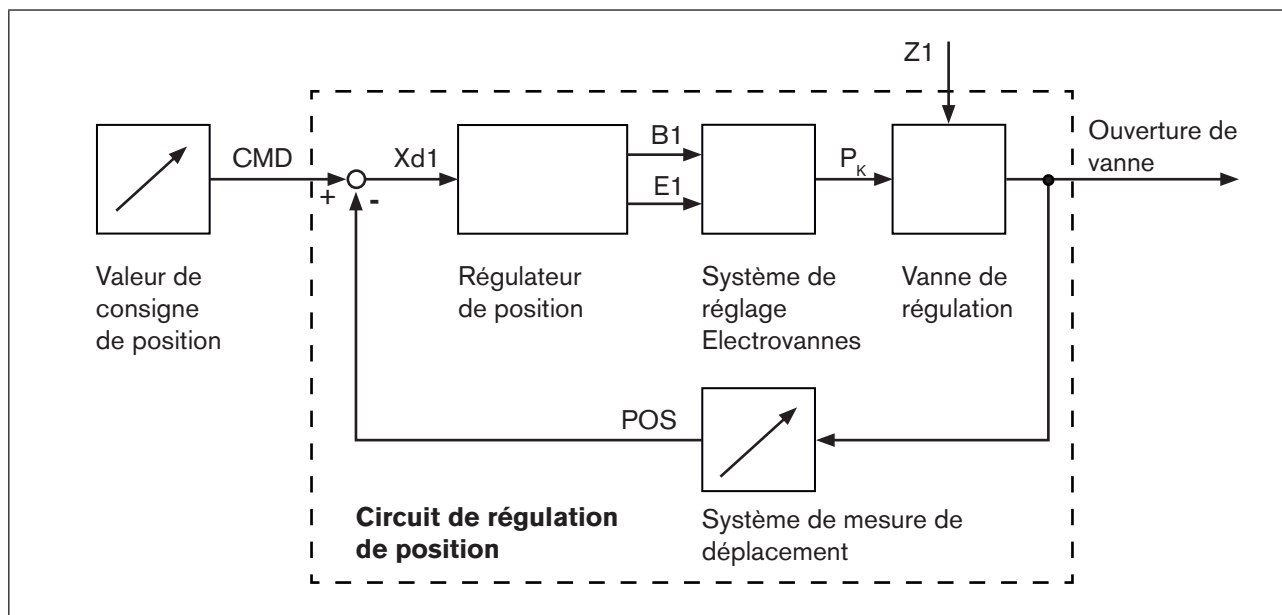 Z1
CMD
Xd1
B1
E1
PK
Ouverture de
vanne
+
-
Valeur de
consigne
de position
Régulateur
de position
Système de
réglage
Electrovannes
Vanne de
régulation
POS
Circuit de régulation
de position
Système de mesure de
déplacement